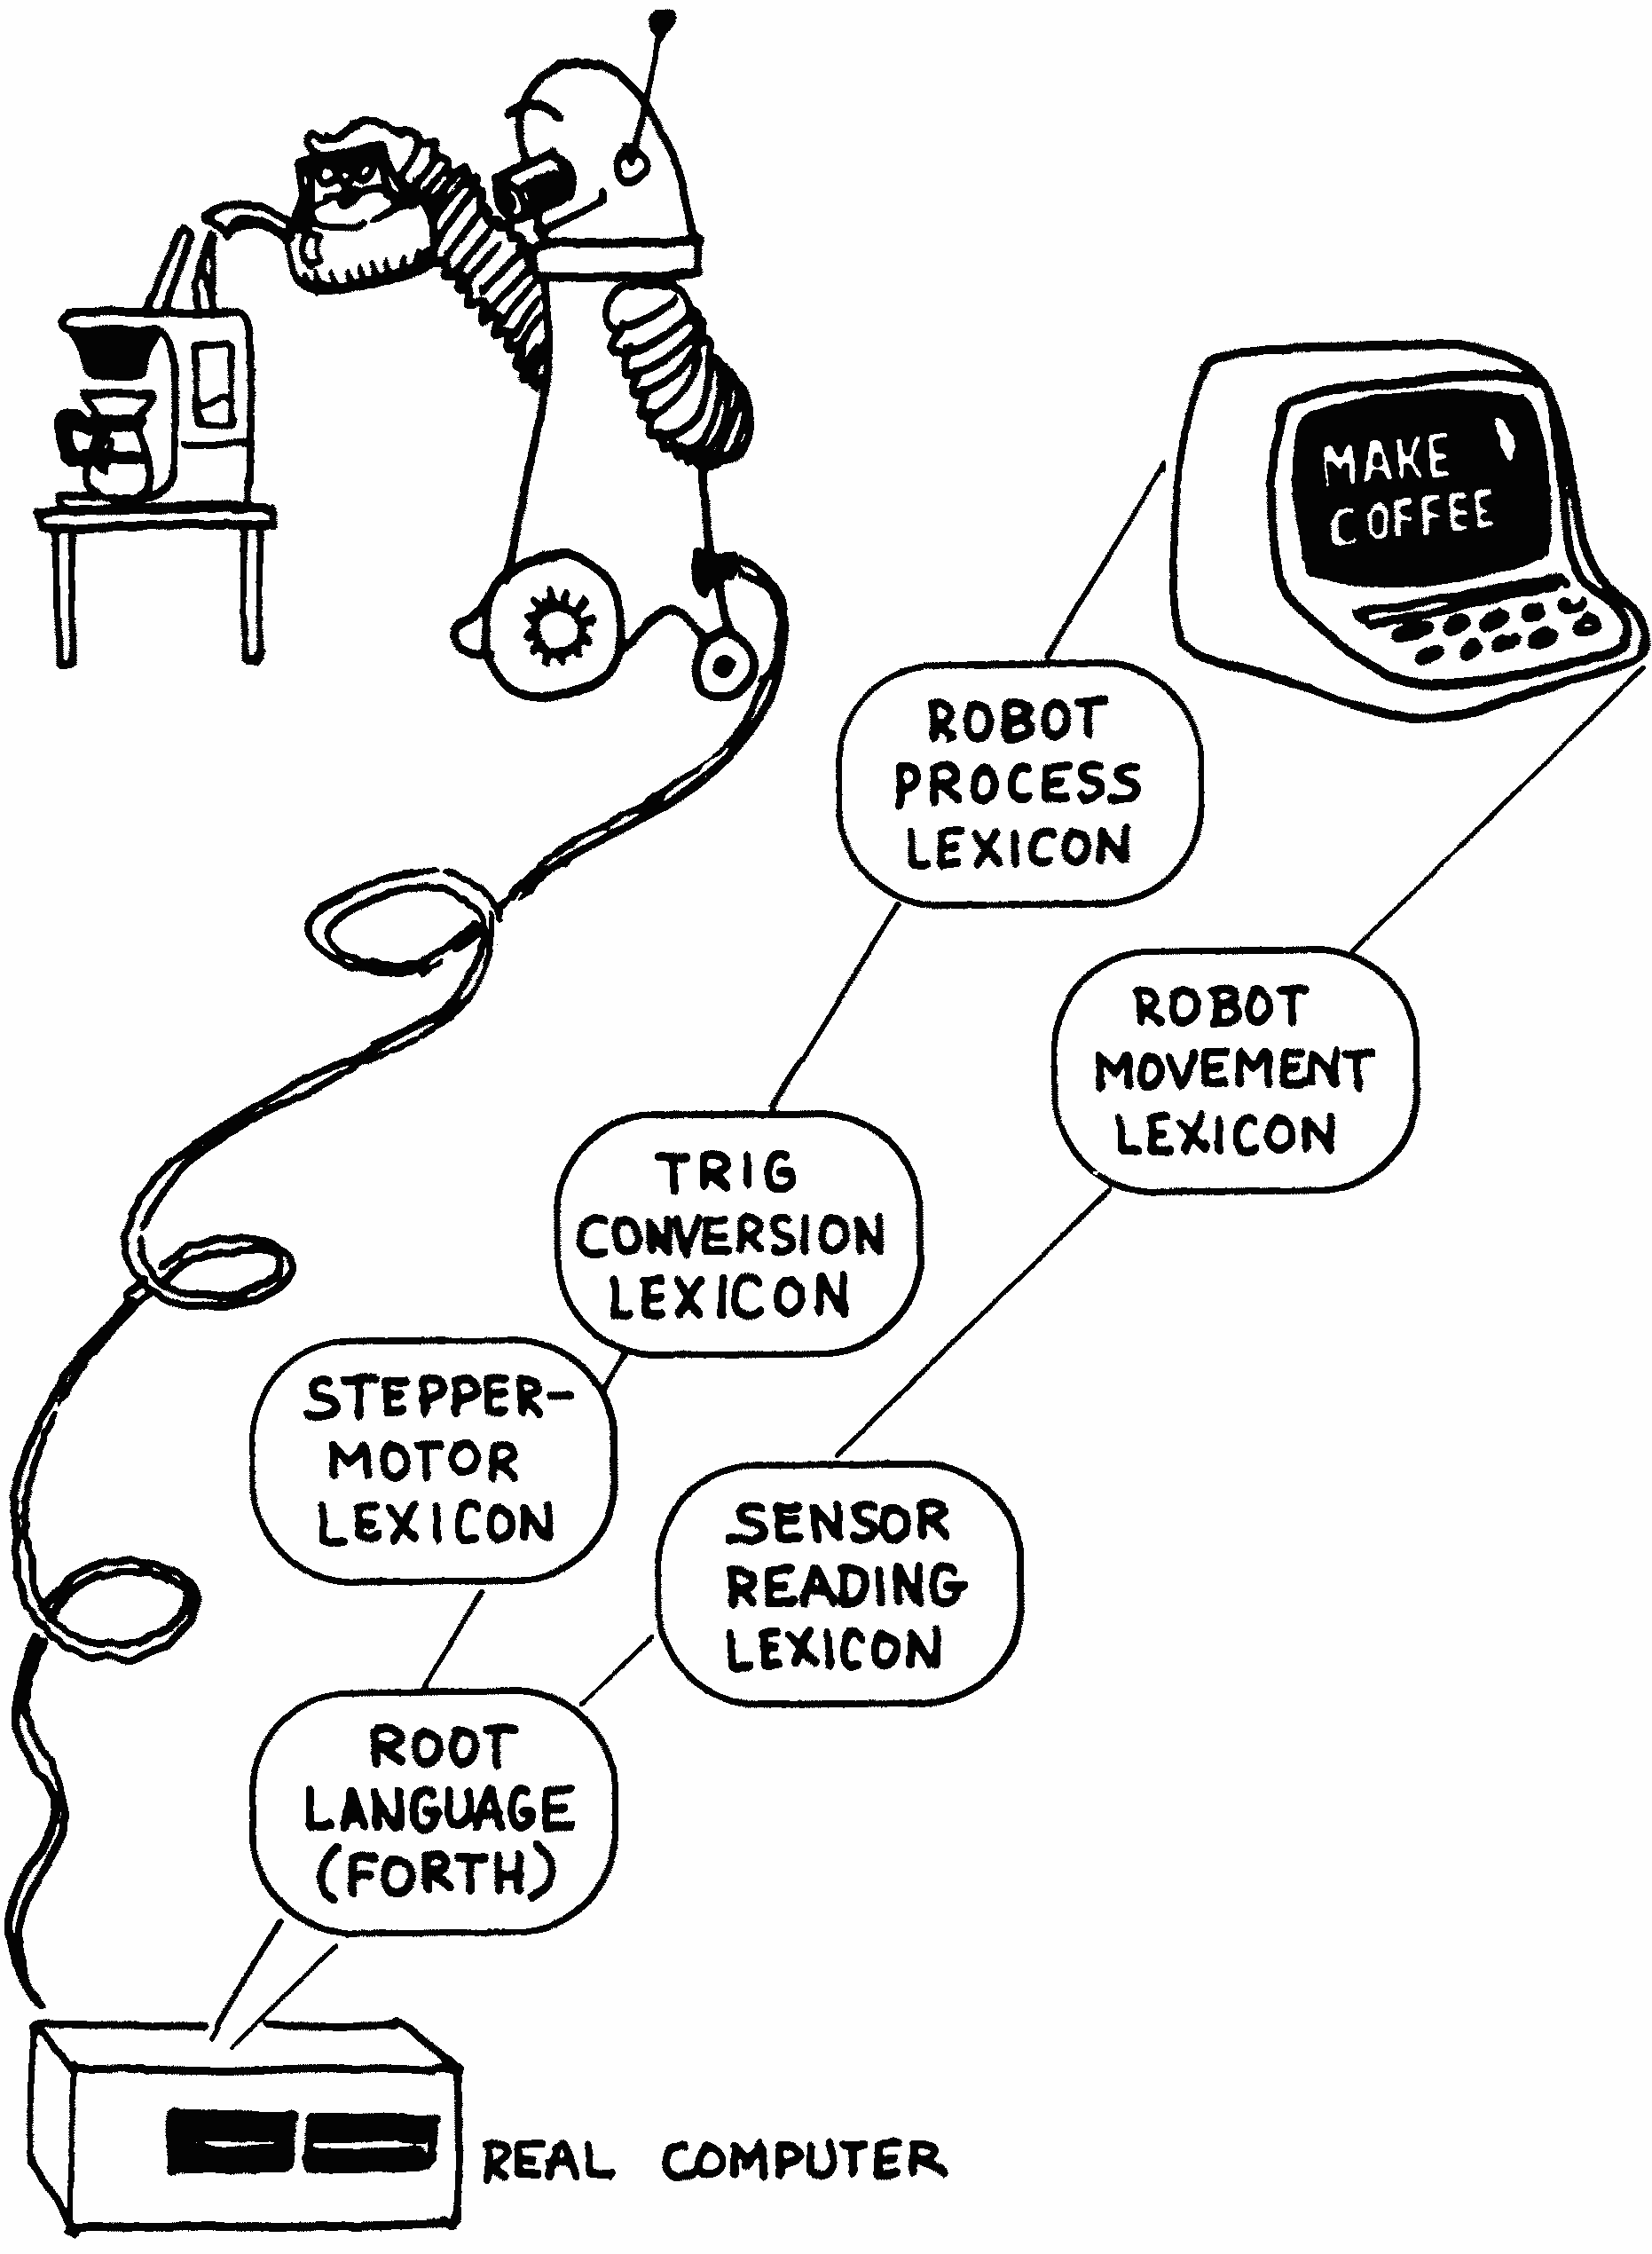 MAKE
COFFEE
ROBOT
PROCESS
LEXICON
ROBOT
MOVEMENT
LEXICON
TRIG
CONVERSION
LEXICON
STEPPER-
MOTOR
LEXICON
SENSOR
READING
LEXICON
ROOT
LANGUAGE
(FORTH)
REAL COMPUTER